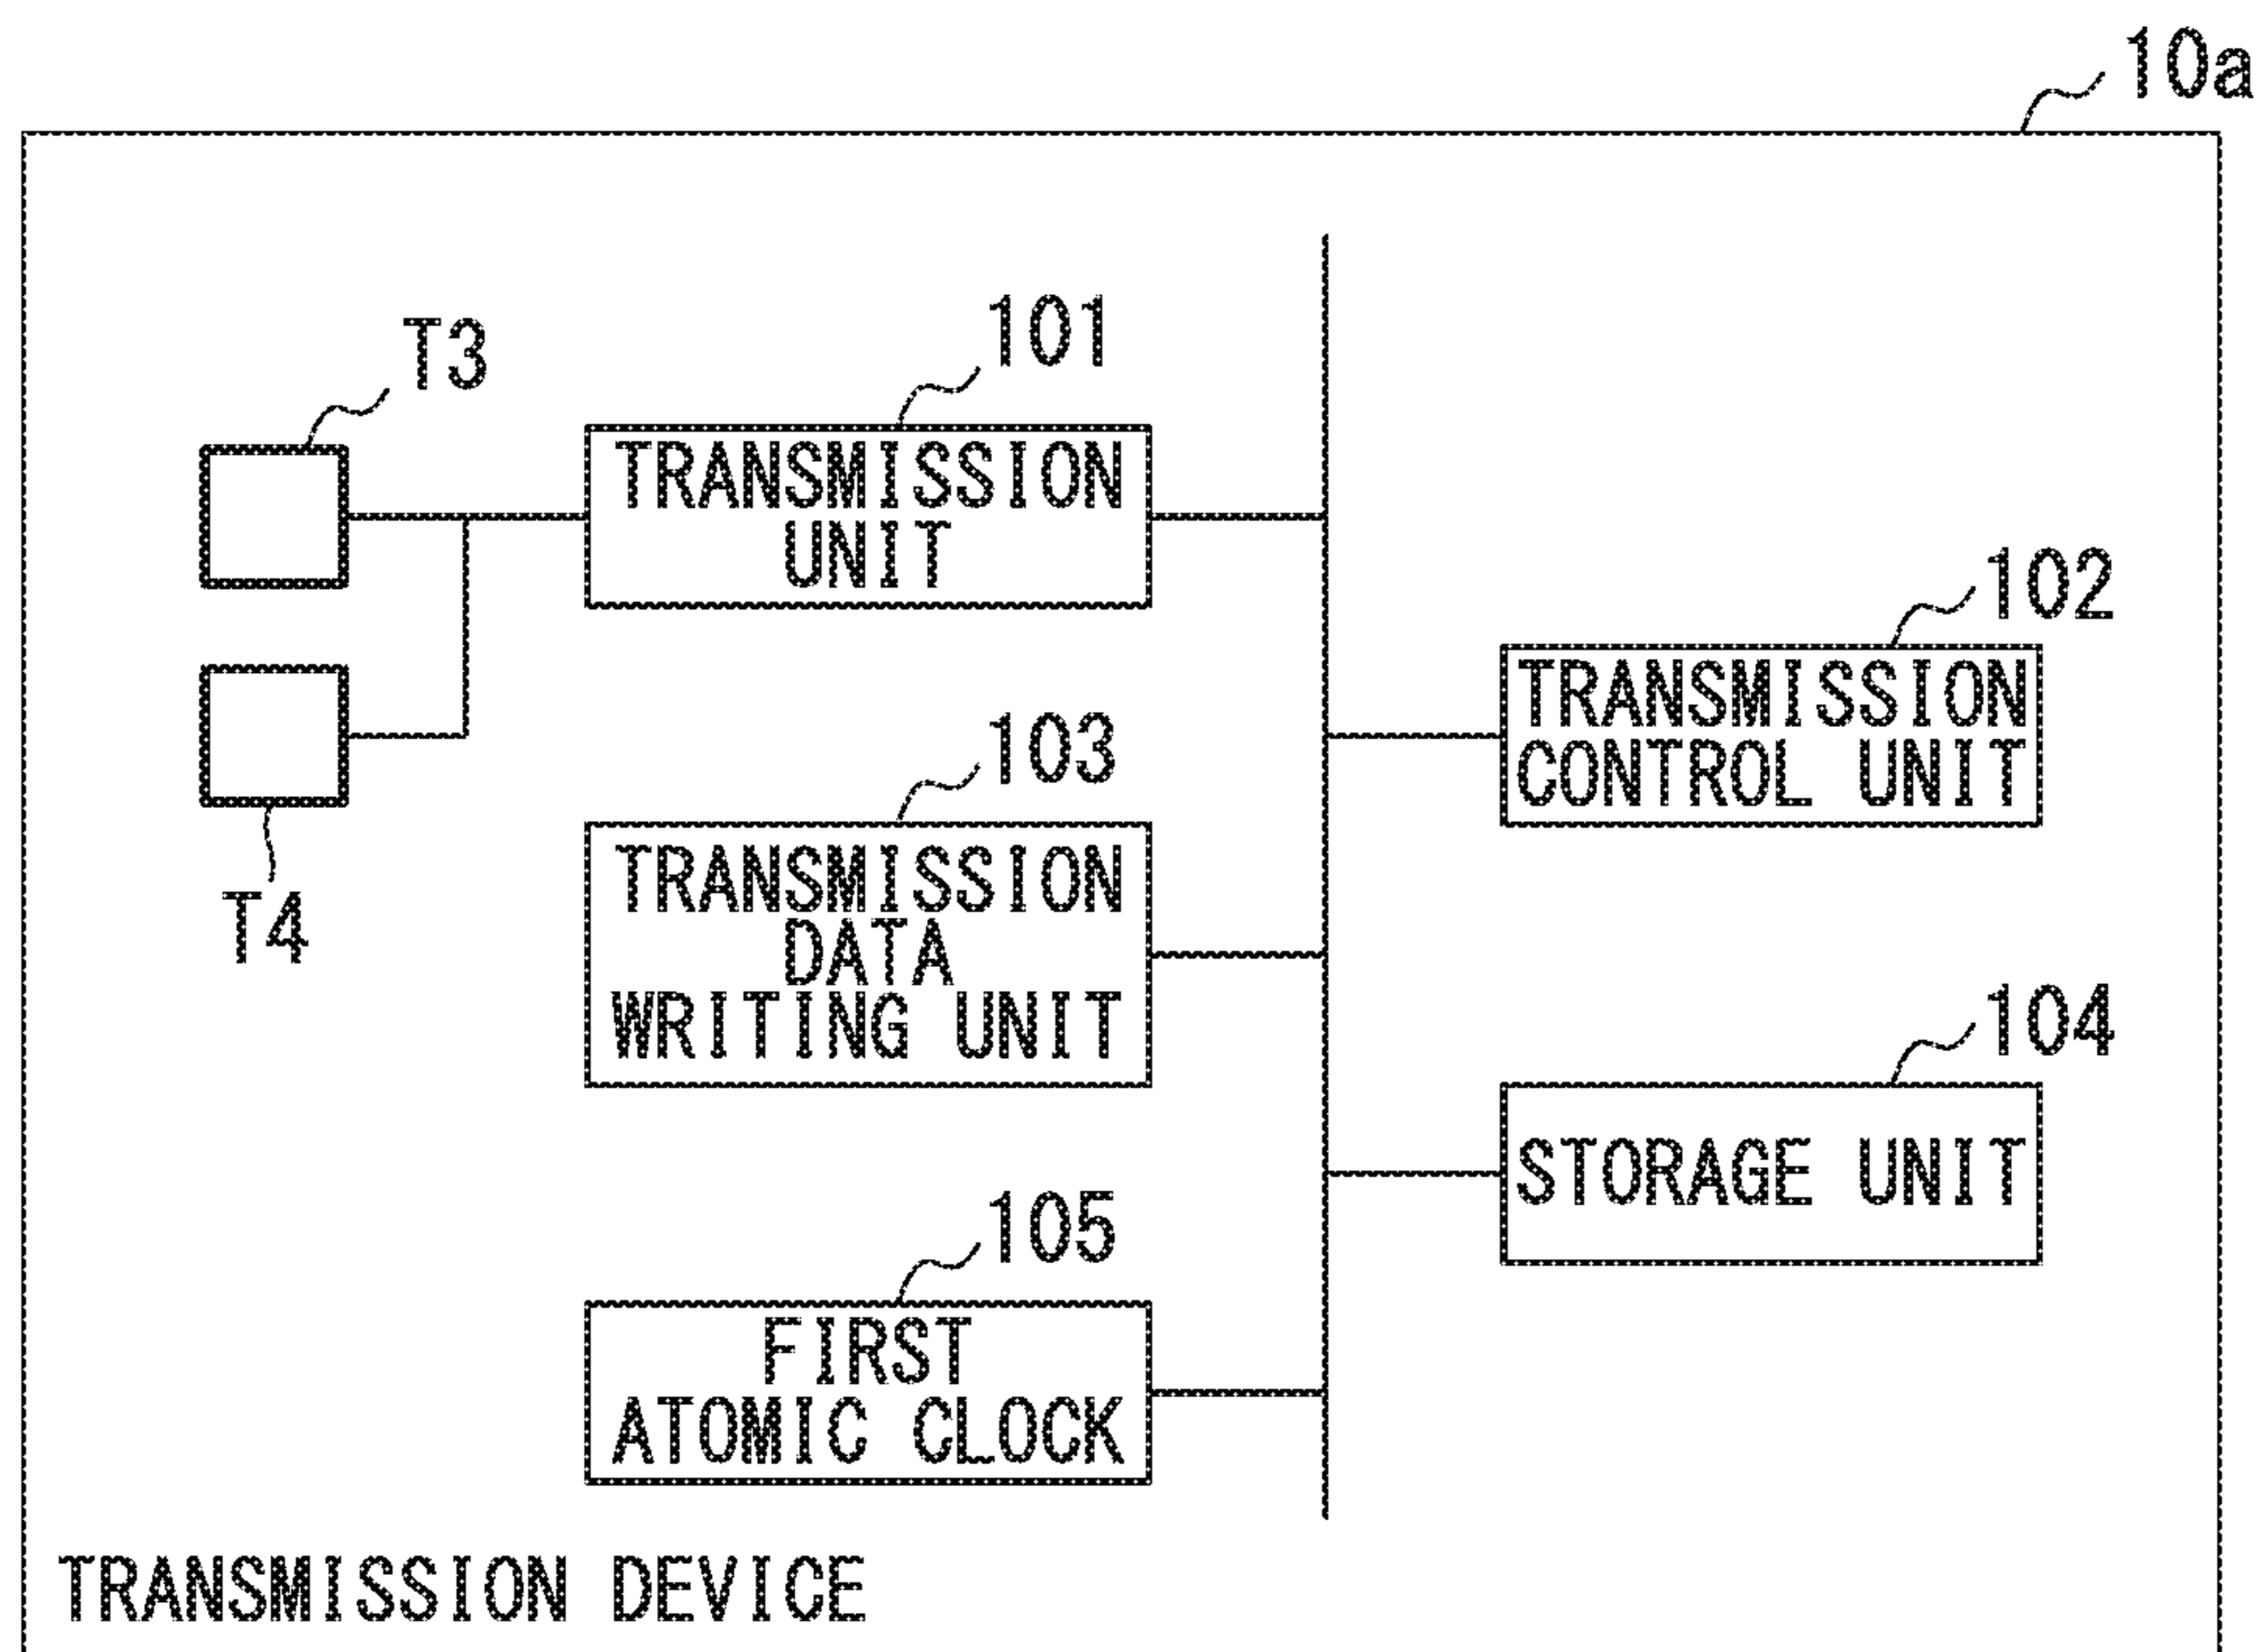 10a
T3
101
TRANSMISSION
UNIT
102
TRANSMISSION
CONTROL UNIT
T4
103
TRANSMISSION
DATA
WRITING UNIT
104
STORAGE UNIT
105
FIRST
ATOMIC CLOCK
TRANSMISSION DEVICE